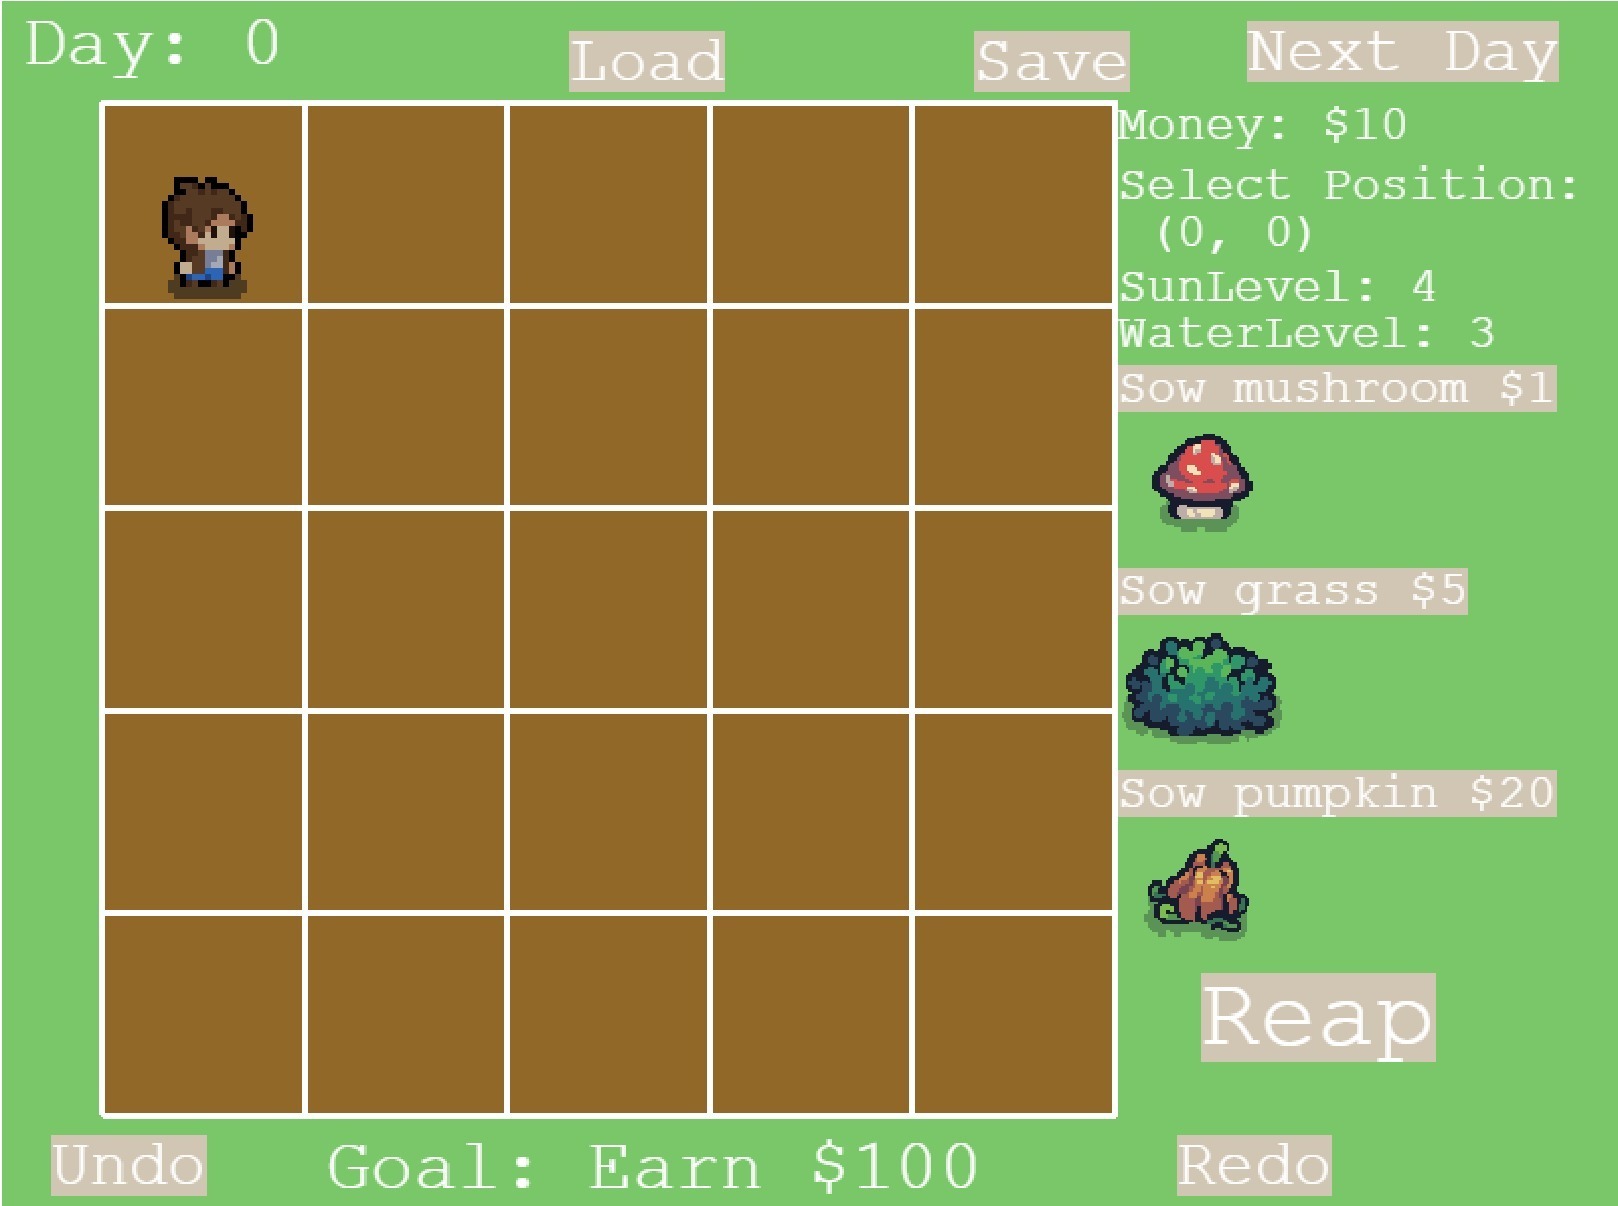 Day: 0
Load
Save
Next Day
Money: $10
Select Position:
(0, 0)
SunLevel: 4
WaterLevel: 3
Sow mushroom $1
Sow grass $5
Sow pumpkin $20
Reap
Undo
Goal: Earn $100
Redo